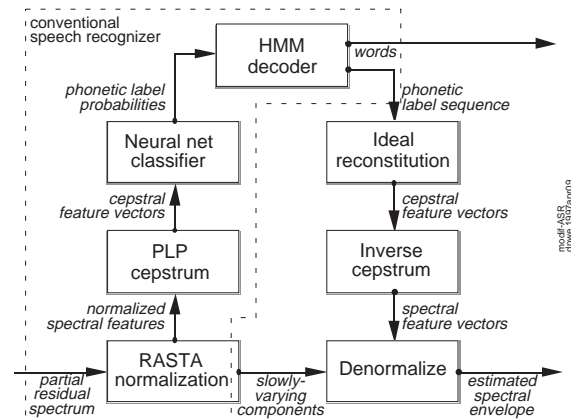 conventional
speech recognizer
HMM
decoder
words
phonetic label
probabilities
phonetic
label sequence
Neural net
classifier
Ideal
reconstitution
cepstral
feature vectors
cepstral
feature vectors
PLP
cepstrum
Inverse
cepstrum
normalized
spectral features
spectral
feature vectors
RASTA
normalization
Denormalize
partial
residual
spectrum
slowly-
varying
components
estimated
spectral
envelope
modif-ASR
dpwe 1997apr09